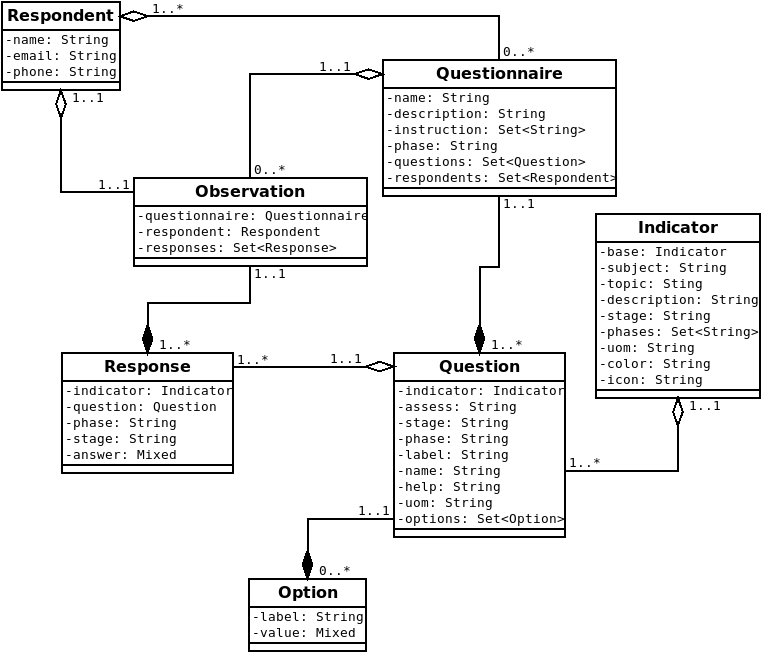 Respondent
-name: String
-email: String
-phone: String
1..*
0..*
1..1
1..1
Questionnaire
-name: String
-description: String
-instruction: Set<String>
-phase: String
-questions: Set<Question>
-respondents: Set<Respondent>
1..1
0..*
1..1
Observation
-questionnaire: Questionnaire
-respondent: Respondent
-responses: Set<Response>
1..1
1..1
Indicator
-base: Indicator
-subject: String
-topic: Sting
-description: String
-stage: String
-phases: Set<String>
-uom: String
-color: String
-icon: String
1..1
1..*
1..*
Response
-indicator: Indicator
-question: Question
-phase: String
-stage: String
-answer: Mixed
1..*
1..1
Question
-indicator: Indicator
-assess: String
-stage: String
-phase: String
-label: String
-name: String
-help: String
-uom: String
-options: Set<Option>
1..*
1..1
0..*
Option
-label: String
-value: Mixed